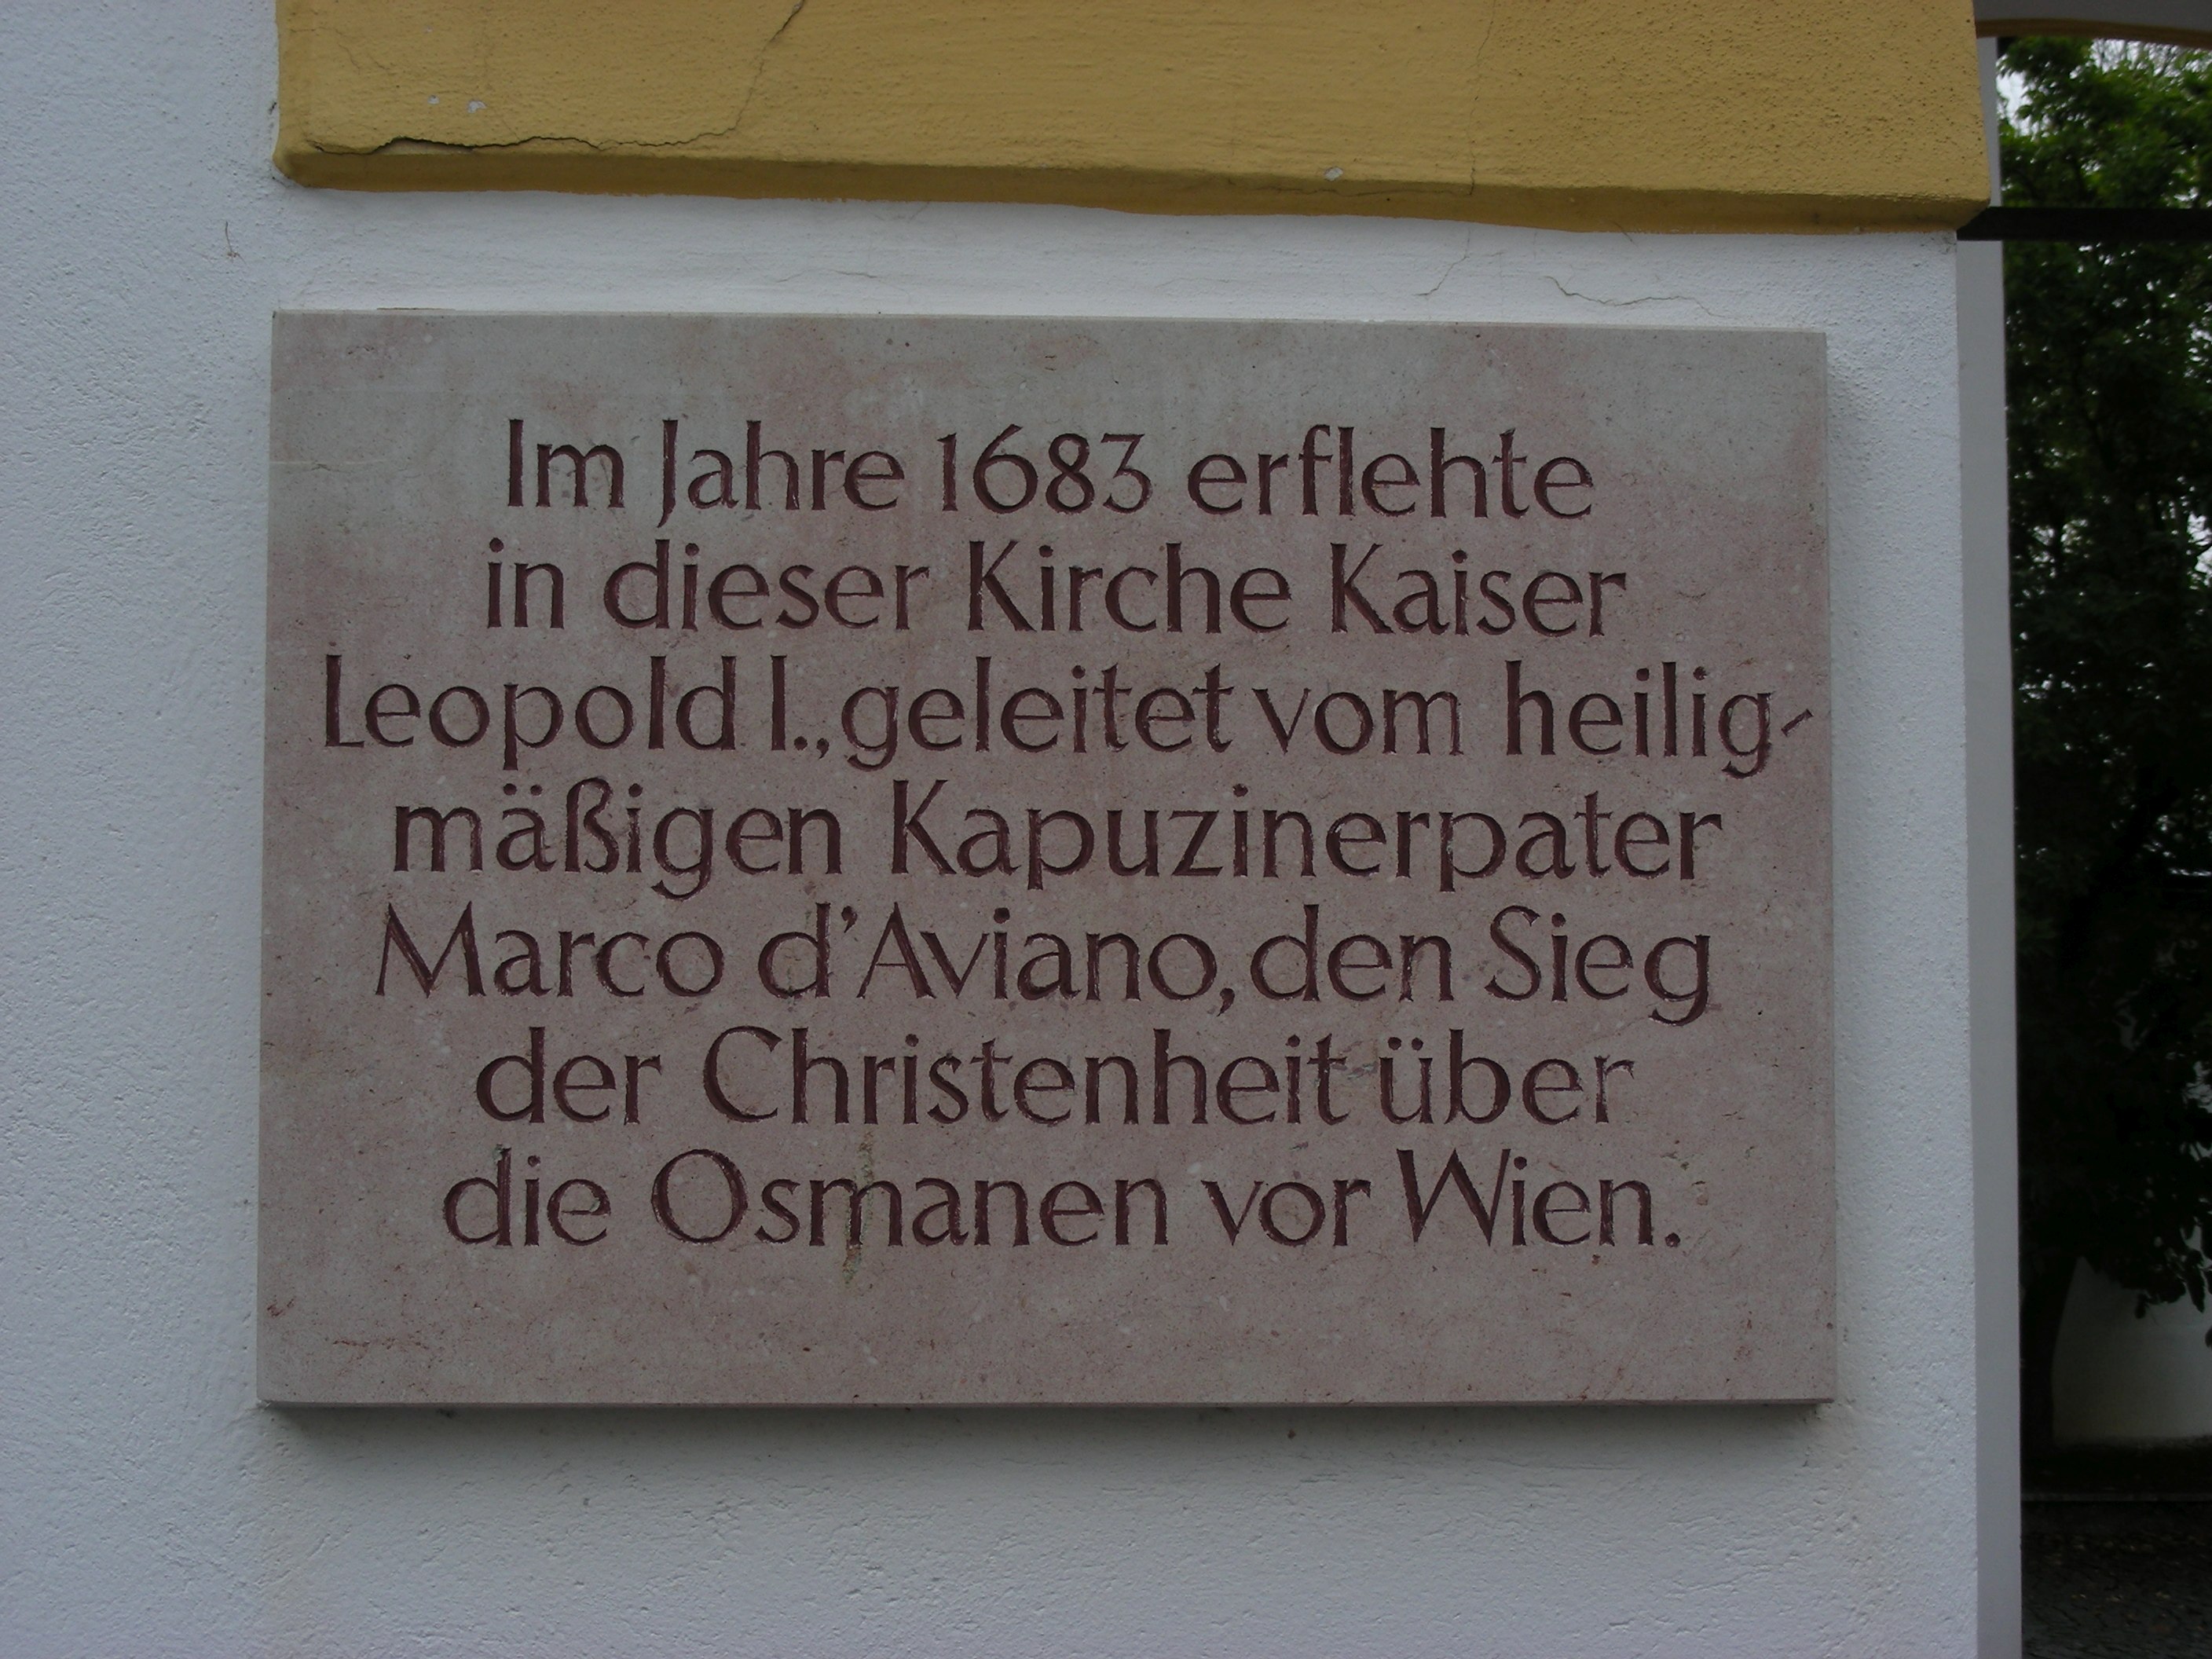 Im Jahre 1683 erflehte
in dieser Kirche Kaiser
Leopold I., geleitet vom heilig-
mäßigen Kapuzinerpater
Marco d'Aviano, den Sieg
der Christenheit über
die Osmanen vor Wien.